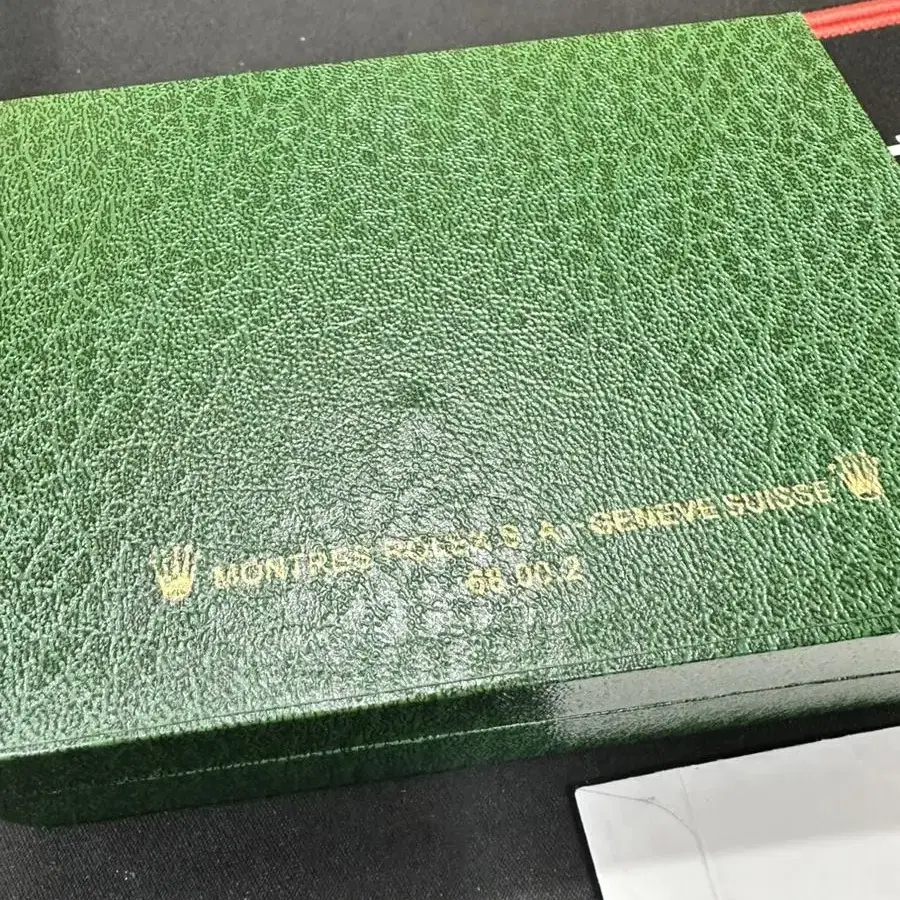 MONTRES ROLEX S. A. GENEVE SUISSE
68.00.2